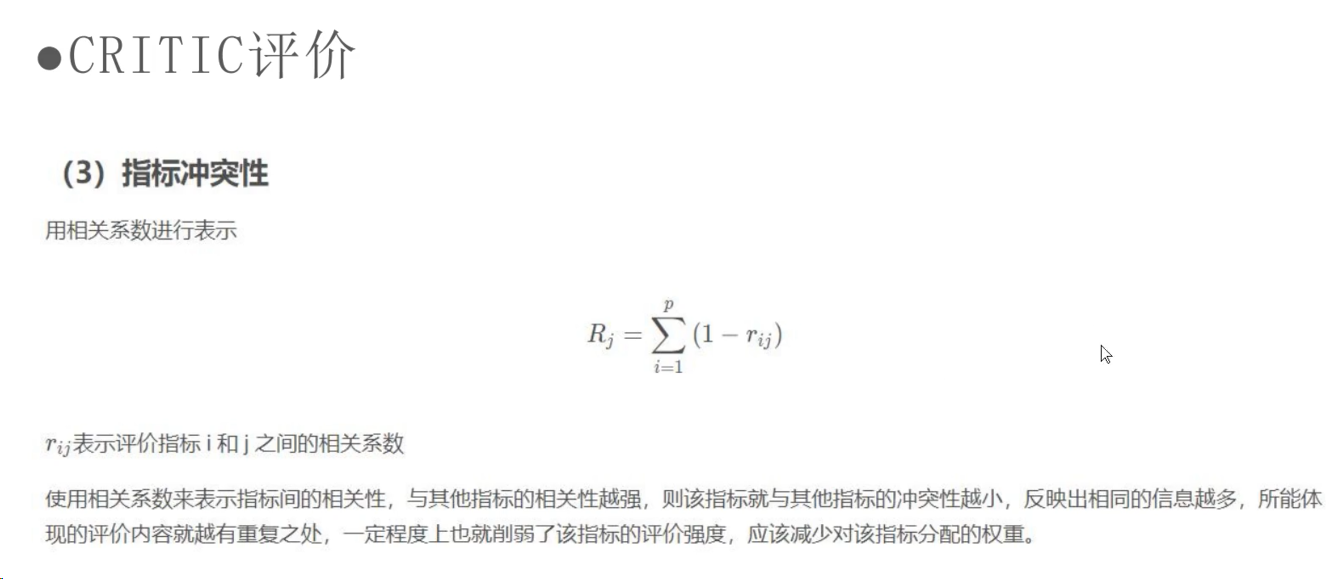 ●CRITIC评价
（3）指标冲突性
用相关系数进行表示
R_j = \sum_{i=1}^{p} (1 - r_{ij})
r_{ij}表示评价指标 i 和 j 之间的相关系数
使用相关系数来表示指标间的相关性，与其他指标的相关性越强，则该指标就与其他指标的冲突性越小，反映出相同的信息越多，所能体
现的评价内容就越有重复之处，一定程度上也就削弱了该指标的评价强度，应该减少对该指标分配的权重。